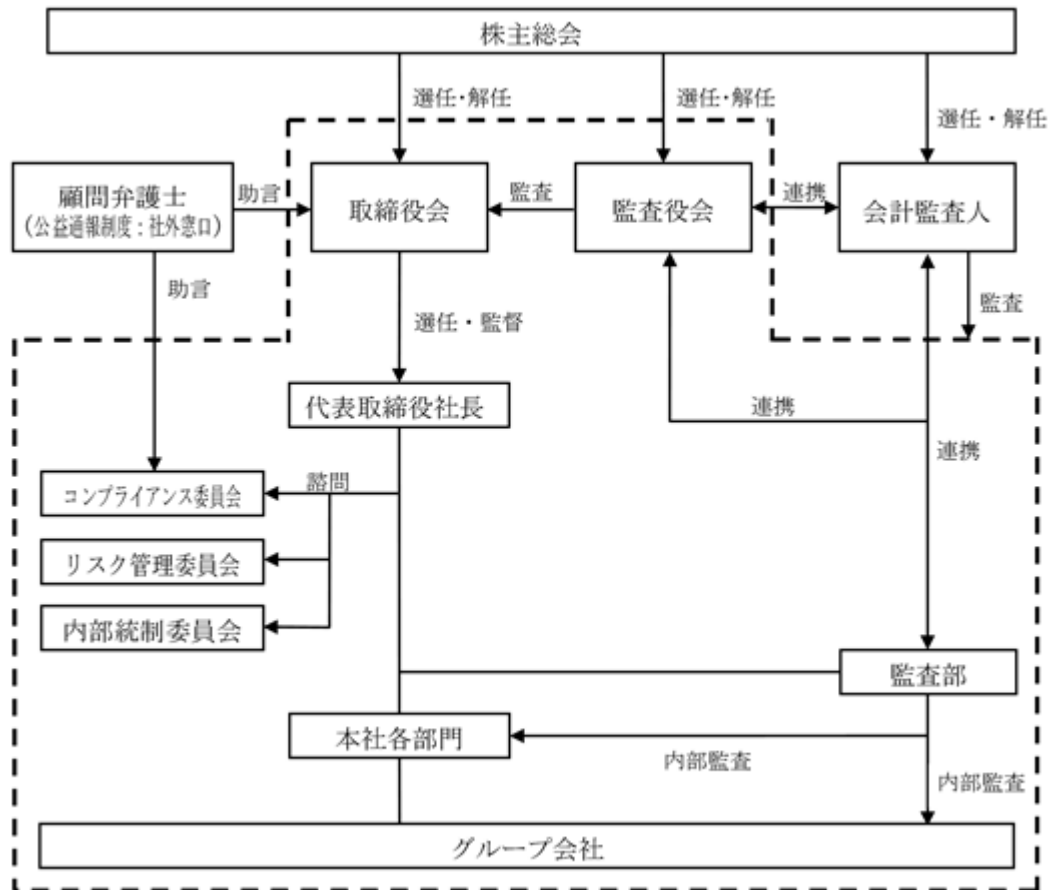 株主総会
選任・解任
選任・解任
選任・解任
顧問弁護士
(公益通報制度：社外窓口)
助言
取締役会
監査
監査役会
連携
会計監査人
助言
選任・監督
監査
代表取締役社長
連携
連携
コンプライアンス委員会
諮問
リスク管理委員会
内部統制委員会
監査部
本社各部門
内部監査
内部監査
グループ会社